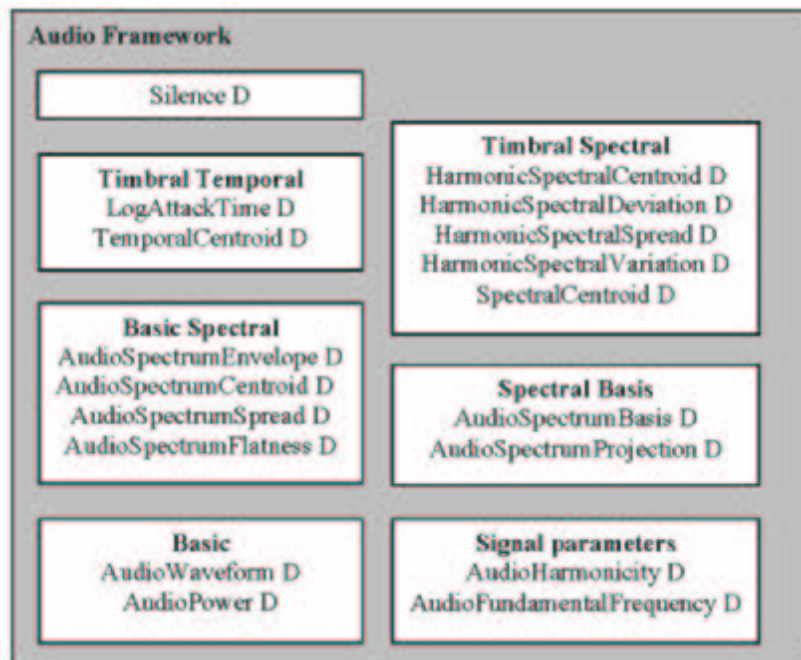 Audio Framework
Silence D
Timbral Temporal
LogAttackTime D
TemporalCentroid D
Basic Spectral
AudioSpectrumEnvelope D
AudioSpectrumCentroid D
AudioSpectrumSpread D
AudioSpectrumFlatness D
Basic
AudioWaveform D
AudioPower D
Timbral Spectral
HarmonicSpectralCentroid D
HarmonicSpectralDeviation D
HarmonicSpectralSpread D
HarmonicSpectralVariation D
SpectralCentroid D
Spectral Basis
AudioSpectrumBasis D
AudioSpectrumProjection D
Signal parameters
AudioHarmonicity D
AudioFundamentalFrequency D